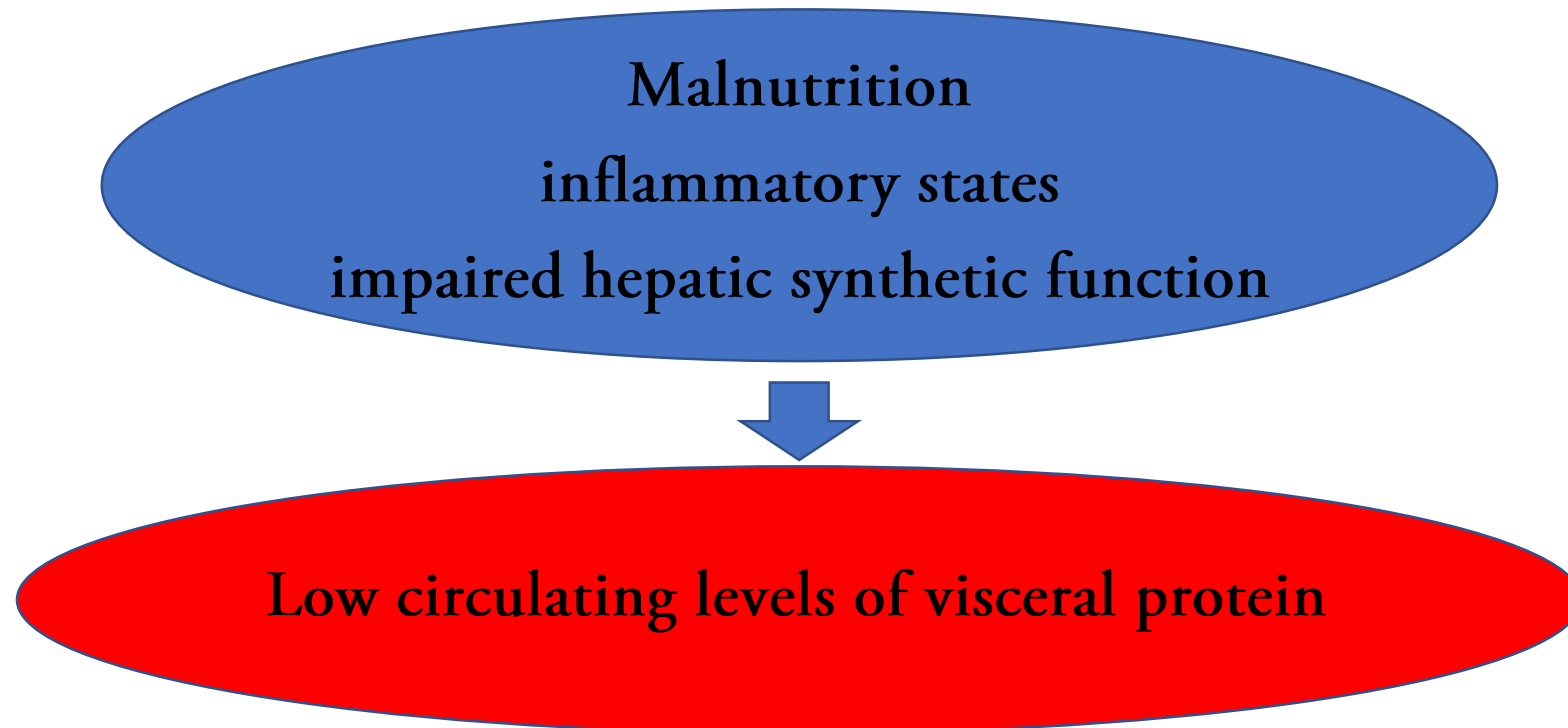 Malnutrition
inflammatory states
impaired hepatic synthetic function
Low circulating levels of visceral protein